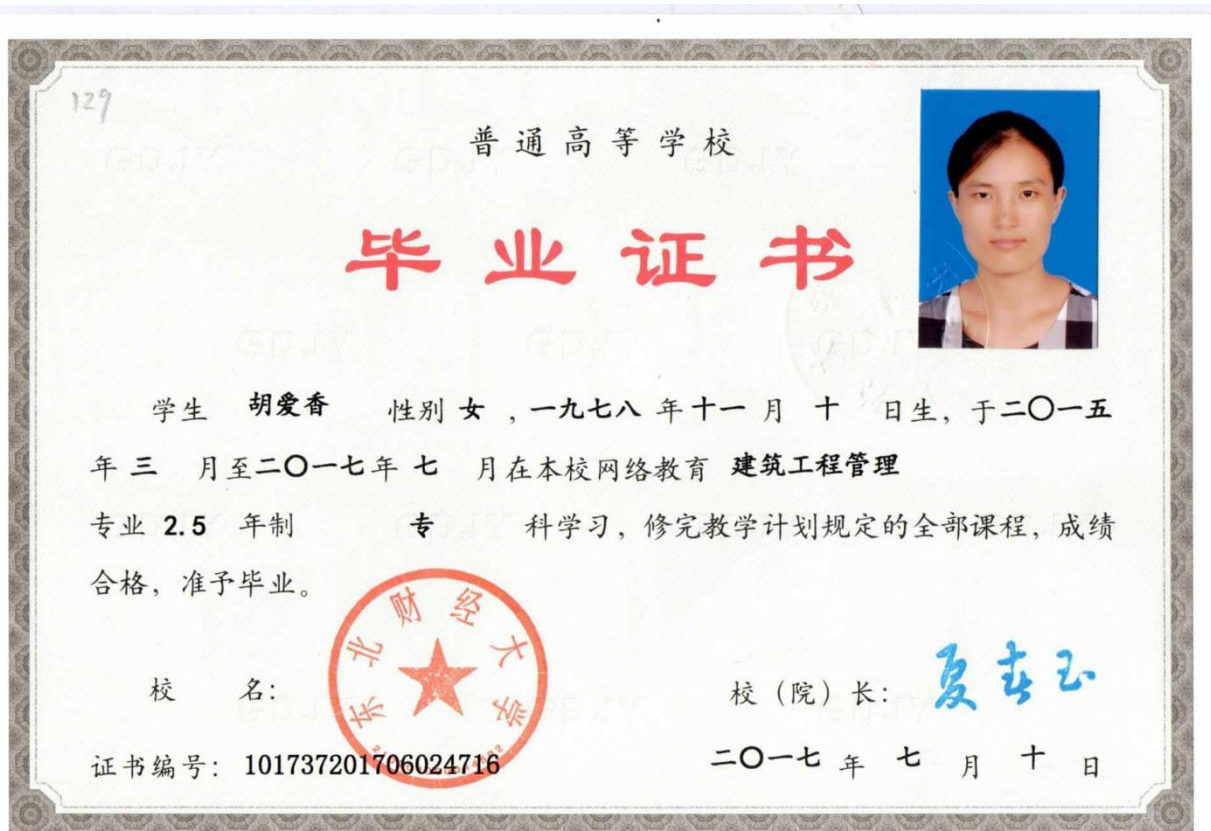 129
普通高等学校
毕业证书
学生 胡爱香 性别 女 ，一九七八 年十一 月 十 日生，于二〇一五
年 三 月至二〇一七年 七 月在本校网络教育 建筑工程管理
专业 2.5 年制 专 科学习，修完教学计划规定的全部课程，成绩
合格，准予毕业。
东北财经大学
校 名：
校（院）长：夏春玉
证书编号：101737201706024716
二〇一七 年 七 月 十 日